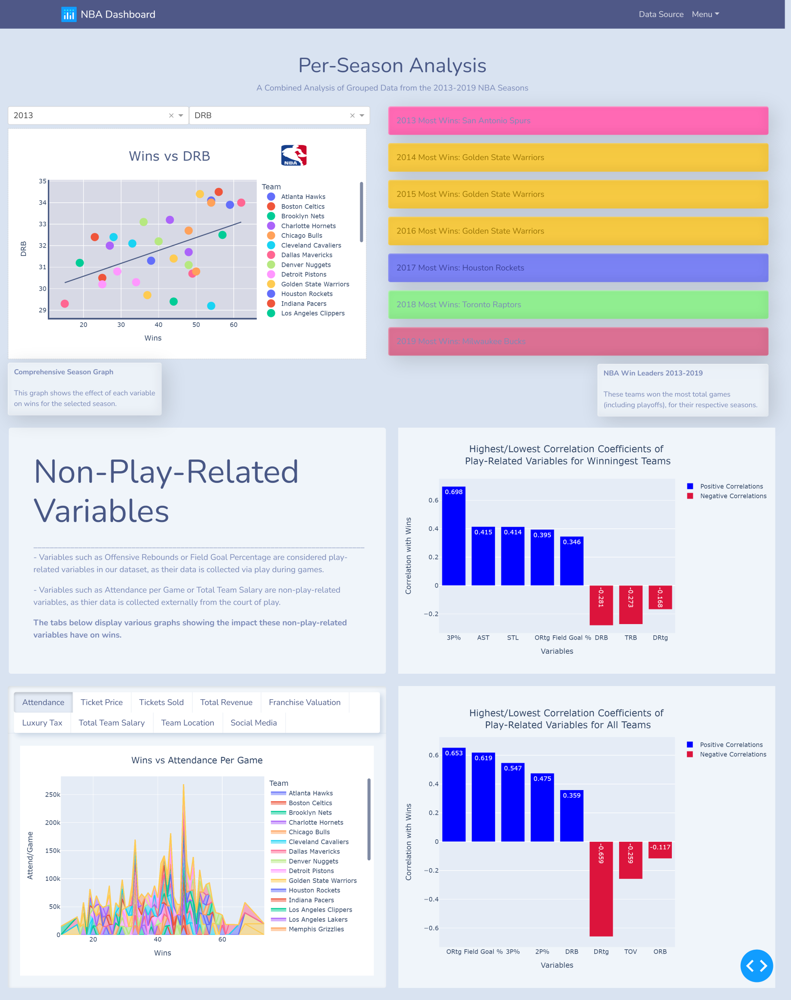 NBA Dashboard
Data Source
Menu
Per-Season Analysis
A Combined Analysis of Grouped Data from the 2013-2019 NBA Seasons
2013
×
DRB
×
Wins vs DRB
NBA
35
34
33
32
31
30
29
DRB
20
30
40
50
60
Wins
Team
Atlanta Hawks
Boston Celtics
Brooklyn Nets
Charlotte Hornets
Chicago Bulls
Cleveland Cavaliers
Dallas Mavericks
Denver Nuggets
Detroit Pistons
Golden State Warriors
Houston Rockets
Indiana Pacers
Los Angeles Clippers
2013 Most Wins: San Antonio Spurs
2014 Most Wins: Golden State Warriors
2015 Most Wins: Golden State Warriors
2016 Most Wins: Golden State Warriors
2017 Most Wins: Houston Rockets
2018 Most Wins: Toronto Raptors
2019 Most Wins: Milwaukee Bucks
Comprehensive Season Graph
This graph shows the effect of each variable
on wins for the selected season.
NBA Win Leaders 2013-2019
These teams won the most total games
(including playoffs), for their respective seasons.
Non-Play-Related
Variables
- Variables such as Offensive Rebounds or Field Goal Percentage are considered play-
related variables in our dataset, as their data is collected via play during games.
- Variables such as Attendance per Game or Total Team Salary are non-play-related
variables, as thier data is collected externally from the court of play.
The tabs below display various graphs showing the impact these non-play-related
variables have on wins.
Highest/Lowest Correlation Coefficients of
Play-Related Variables for Winningest Teams
0.6
0.4
0.2
0
−0.2
Correlation with Wins
0.698
0.415
0.414
0.395
0.346
-0.281
-0.273
-0.168
3P%
AST
STL
ORtg
Field Goal %
DRB
TRB
DRtg
Variables
Positive Correlations
Negative Correlations
Attendance
Ticket Price
Tickets Sold
Total Revenue
Franchise Valuation
Luxury Tax
Total Team Salary
Team Location
Social Media
Wins vs Attendance Per Game
250k
200k
150k
100k
50k
0
Attend/Game
20
40
60
Wins
Team
Atlanta Hawks
Boston Celtics
Brooklyn Nets
Charlotte Hornets
Chicago Bulls
Cleveland Cavaliers
Dallas Mavericks
Denver Nuggets
Detroit Pistons
Golden State Warriors
Houston Rockets
Indiana Pacers
Los Angeles Clippers
Los Angeles Lakers
Memphis Grizzlies
Highest/Lowest Correlation Coefficients of
Play-Related Variables for All Teams
0.6
0.4
0.2
0
−0.2
−0.4
−0.6
Correlation with Wins
0.653
0.619
0.547
0.475
0.359
-0.659
-0.259
-0.117
ORtg
Field Goal %
3P%
2P%
DRB
DRtg
TOV
ORB
Variables
Positive Correlations
Negative Correlations